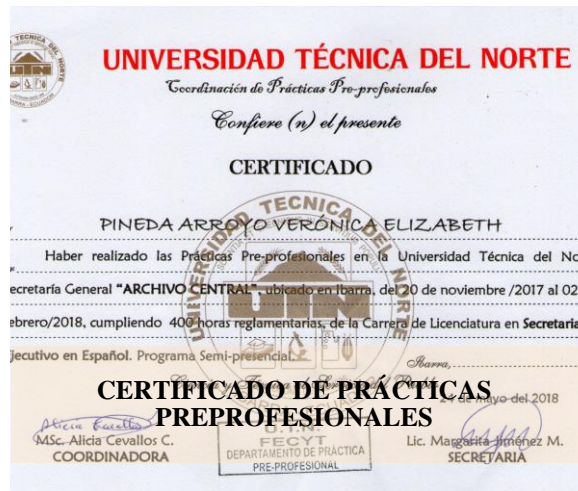 UNIVERSIDAD TÉCNICA DEL NORTE
Coordinación de Prácticas Pre-profesionales
Confiere (n) el presente
CERTIFICADO
PINEDA ARROYO VERÓNICA ELIZABETH
Haber realizado las Prácticas Pre-profesionales en la Universidad Técnica del No
ecretaría General "ARCHIVO CENTRAL", ubicado en Ibarra, del 20 de noviembre /2017 al 02
ebrero/2018, cumpliendo 400 horas reglamentarias, de la Carrera de Licenciatura en Secretaria
jecutivo en Español. Programa Semi-presencial.
Ibarra,
24 de mayo del 2018
CERTIFICADO DE PRÁCTICAS
PREPROFESIONALES
MSc. Alicia Cevallos C.
COORDINADORA
U.T.N.
FECYT
DEPARTAMENTO DE PRÁCTICA
PRE-PROFESIONAL
Lic. Margarita Jiménez M.
SECRETARIA